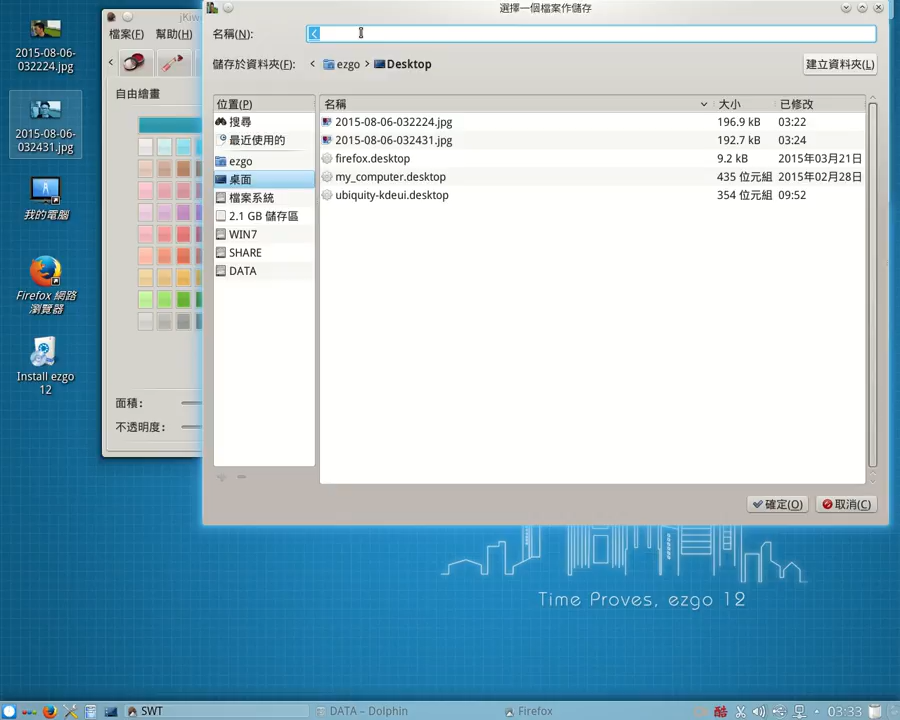 2015-08-06-032224.jpg
2015-08-06-032431.jpg
我的電腦
Firefox 網路瀏覽器
Install ezgo 12
jKiw
檔案(F) 幫助(H)
自由繪畫
面積:
不透明度:
選擇一個檔案作儲存
名稱(N):
儲存於資料夾(F): < ezgo > Desktop 建立資料夾(L)
位置(P)
搜尋
最近使用的
ezgo
桌面
檔案系統
2.1 GB 儲存區
WIN7
SHARE
DATA
名稱 大小 已修改
2015-08-06-032224.jpg 196.9 kB 03:22
2015-08-06-032431.jpg 192.7 kB 03:24
firefox.desktop 9.2 kB 2015年03月21日
my_computer.desktop 435 位元組 2015年02月28日
ubiquity-kdeui.desktop 354 位元組 09:52
確定(O) 取消(C)
Time Proves, ezgo 12
SWT DATA – Dolphin Firefox 酷 03:33